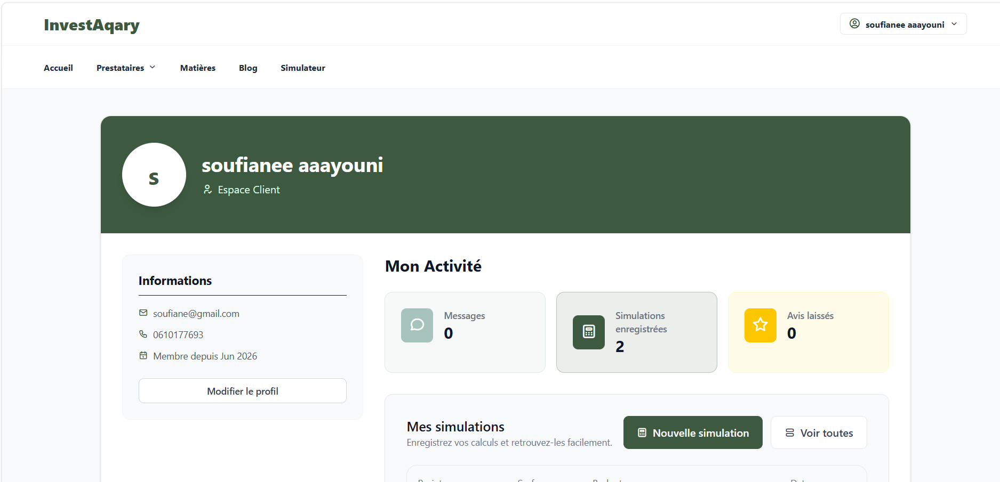 InvestAqary
soufianee aaayouni
Accueil
Prestataires
Matières
Blog
Simulateur
s
soufianee aaayouni
Espace Client
Informations
soufiane@gmail.com
0610177693
Membre depuis Jun 2026
Modifier le profil
Mon Activité
Messages
0
Simulations
enregistrées
2
Avis laissés
0
Mes simulations
Enregistrez vos calculs et retrouvez-les facilement.
Nouvelle simulation
Voir toutes